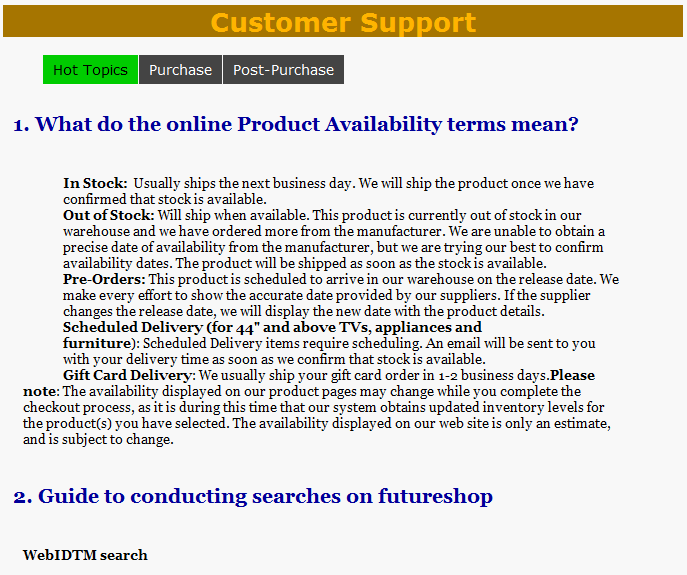 Customer Support
Hot Topics Purchase Post-Purchase
1. What do the online Product Availability terms mean?
In Stock:  Usually ships the next business day. We will ship the product once we have
confirmed that stock is available.
Out of Stock: Will ship when available. This product is currently out of stock in our
warehouse and we have ordered more from the manufacturer. We are unable to obtain a
precise date of availability from the manufacturer, but we are trying our best to confirm
availability dates. The product will be shipped as soon as the stock is available.
Pre-Orders: This product is scheduled to arrive in our warehouse on the release date. We
make every effort to show the accurate date provided by our suppliers. If the supplier
changes the release date, we will display the new date with the product details.
Scheduled Delivery (for 44" and above TVs, appliances and
furniture): Scheduled Delivery items require scheduling. An email will be sent to you
with your delivery time as soon as we confirm that stock is available.
Gift Card Delivery: We usually ship your gift card order in 1-2 business days.Please
note: The availability displayed on our product pages may change while you complete the
checkout process, as it is during this time that our system obtains updated inventory levels for
the product(s) you have selected. The availability displayed on our web site is only an estimate,
and is subject to change.
2. Guide to conducting searches on futureshop
WebIDTM search